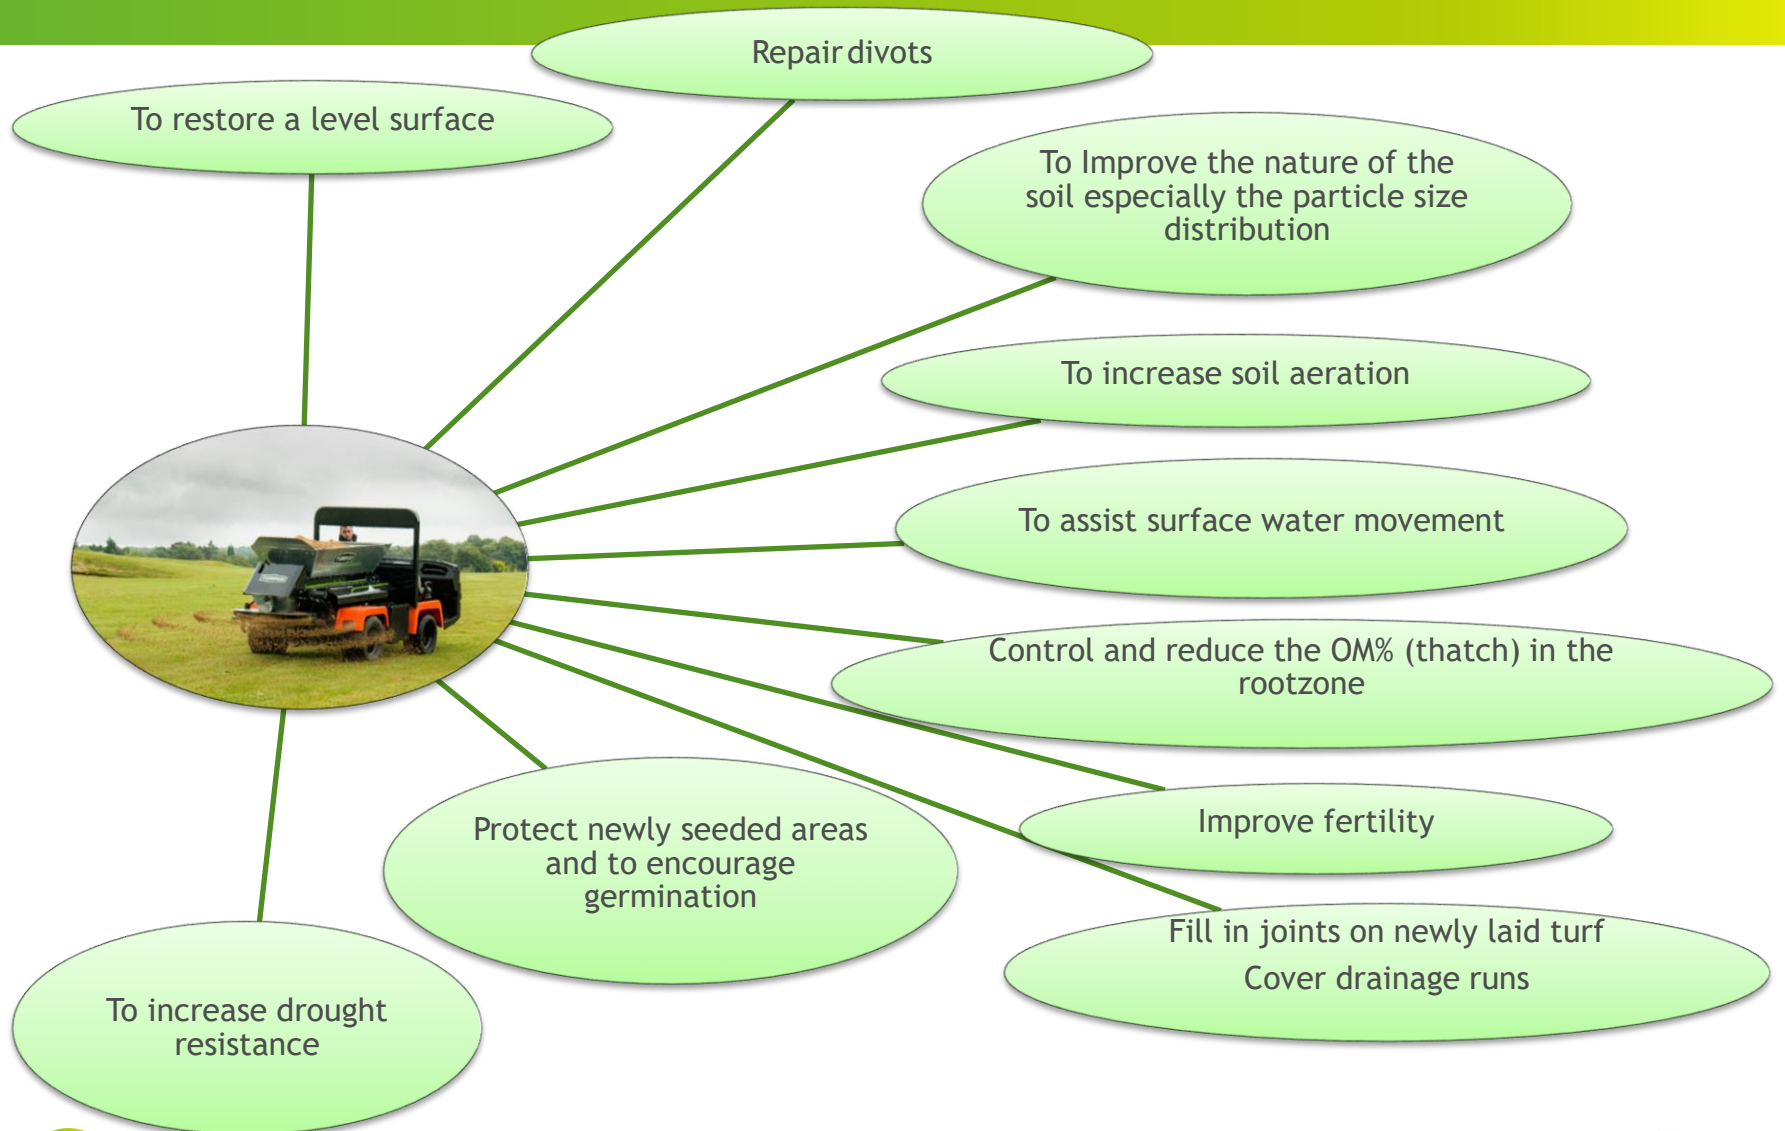 Repair divots
To restore a level surface
To Improve the nature of the
soil especially the particle size
distribution
To increase soil aeration
To assist surface water movement
Control and reduce the OM% (thatch) in the
rootzone
Improve fertility
Protect newly seeded areas
and to encourage
germination
Fill in joints on newly laid turf
Cover drainage runs
To increase drought
resistance